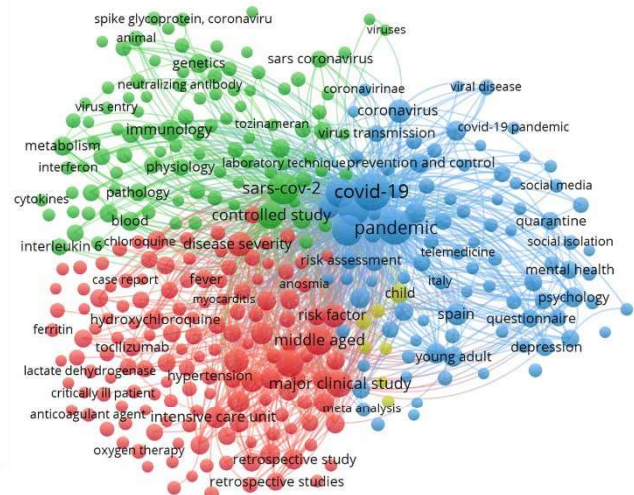 spike glycoprotein, coronaviru
viruses
animal
genetics
sars coronavirus
neutralizing antibody
coronavirinae
viral disease
virus entry
coronavirus
immunology
tozinameran
virus transmission
covid-19 pandemic
metabolism
interferon
physiology
laboratory technique
prevention and control
cytokines
pathology
sars-cov-2
covid-19
social media
blood
controlled study
pandemic
quarantine
interleukin 6
chloroquine
disease severity
social isolation
risk assessment
telemedicine
mental health
case report
fever
anosmia
italy
child
psychology
myocarditis
hydroxychloroquine
risk factor
spain
questionnaire
ferritin
tocilizumab
middle aged
depression
young adult
lactate dehydrogenase
hypertension
major clinical study
critically ill patient
anticoagulant agent
intensive care unit
meta analysis
oxygen therapy
retrospective study
retrospective studies